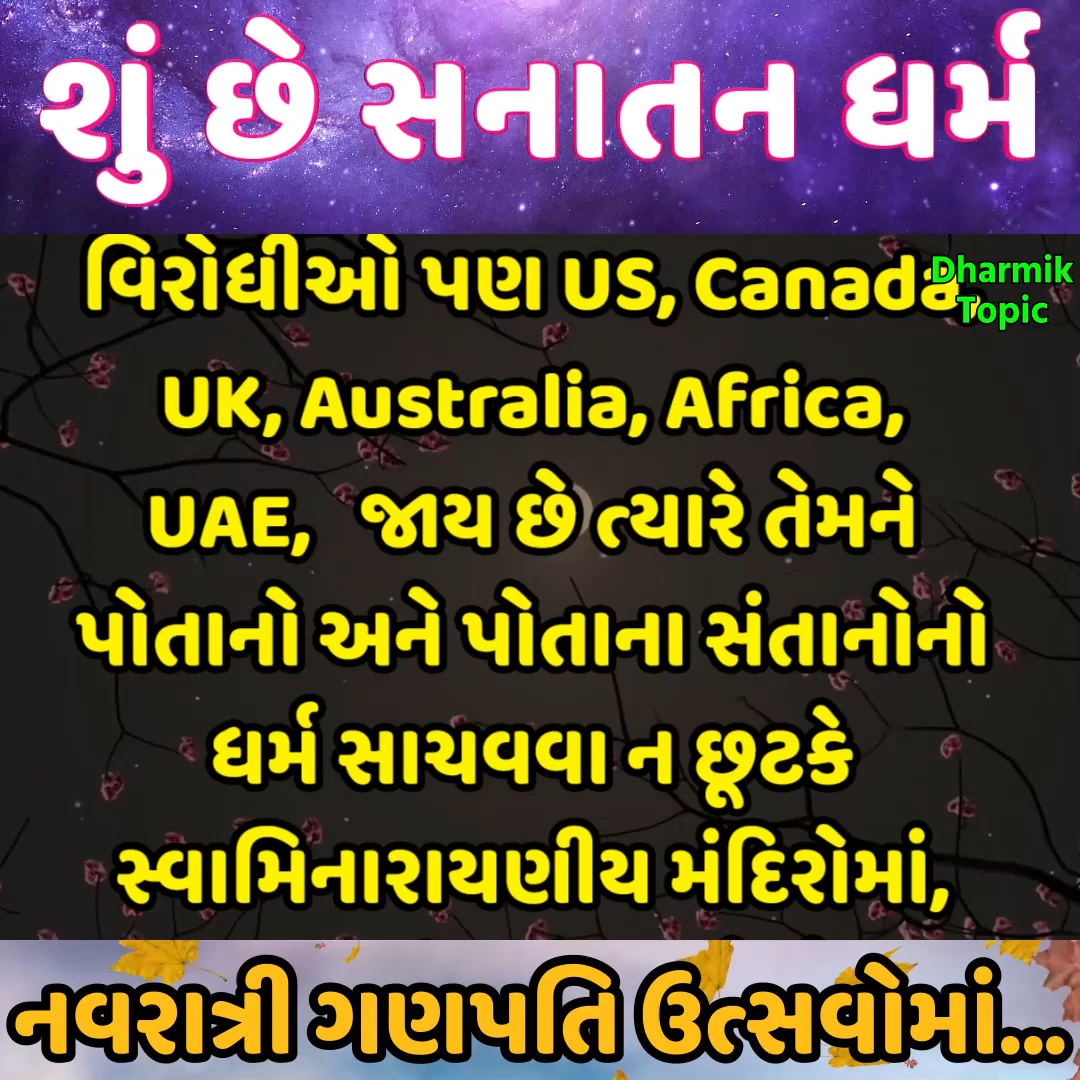 શું છે સનાતન ધર્મ
વિરોધીઓ પણ US, Canada,
Dharmik
Topic
UK, Australia, Africa,
UAE, જાય છે ત્યારે તેમને
પોતાનો અને પોતાના સંતાનોનો
ધર્મ સાચવવા ન છૂટકે
સ્વામિનારાયણીય મંદિરોમાં,
નવરાત્રી ગણપતિ ઉત્સવોમાં...